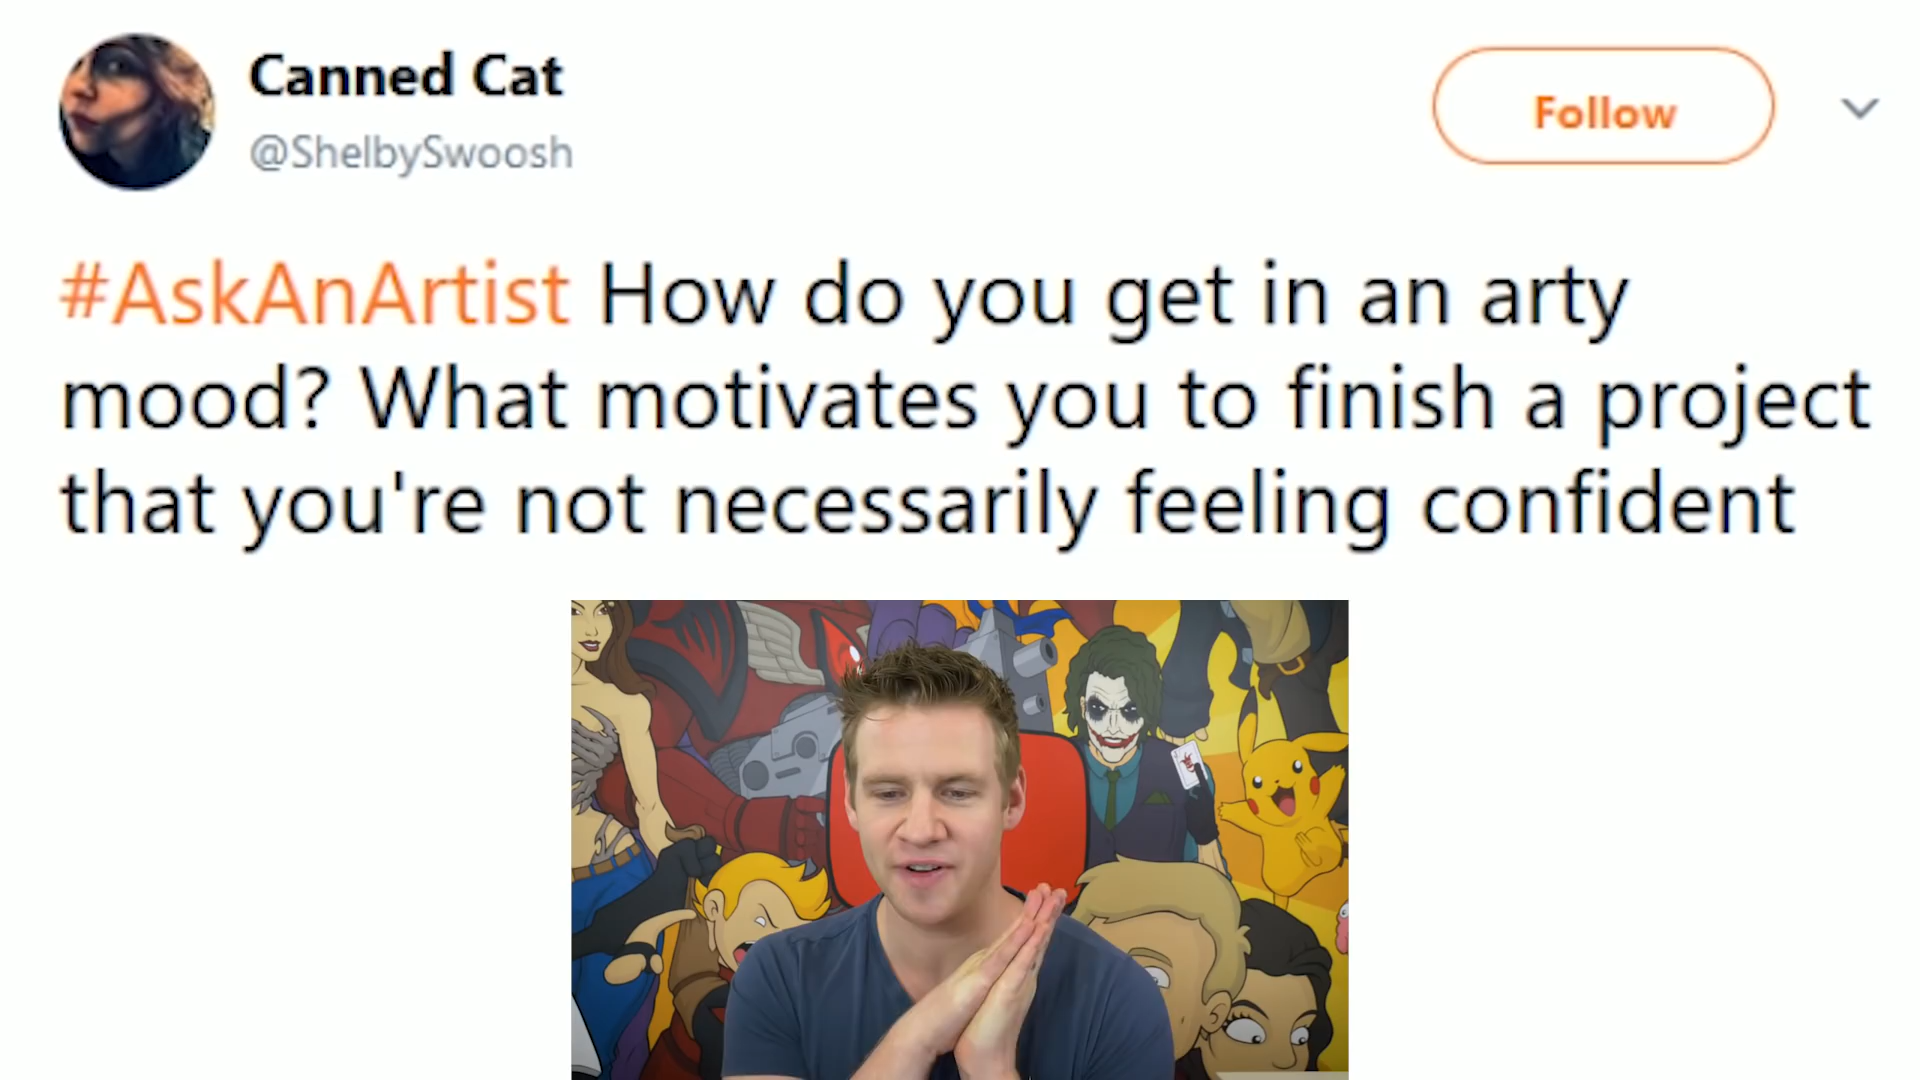 Canned Cat
@ShelbySwoosh
Follow
#AskAnArtist How do you get in an arty
mood? What motivates you to finish a project
that you're not necessarily feeling confident